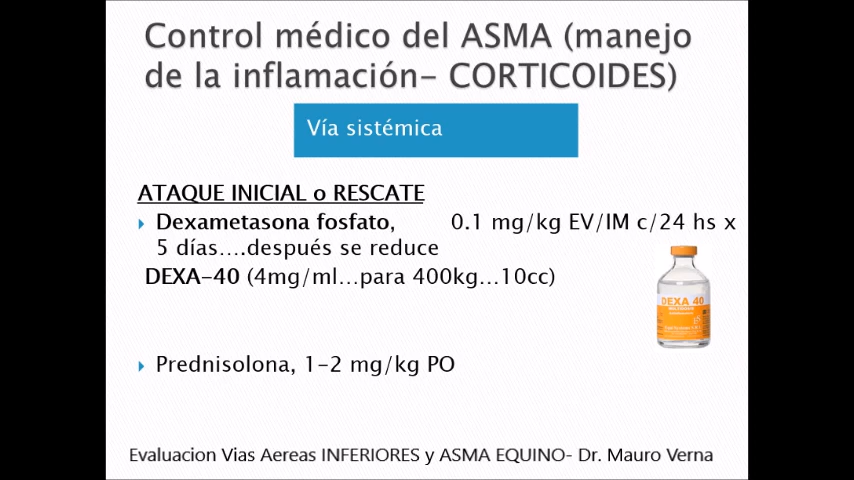 Control médico del ASMA (manejo
de la inflamación- CORTICOIDES)
Vía sistémica
ATAQUE INICIAL o RESCATE
Dexametasona fosfato, 0.1 mg/kg EV/IM c/24 hs x
5 días....después se reduce
DEXA-40 (4mg/ml...para 400kg...10cc)
DEXA 40
Prednisolona, 1-2 mg/kg PO
Evaluacion Vias Aereas INFERIORES y ASMA EQUINO- Dr. Mauro Verna